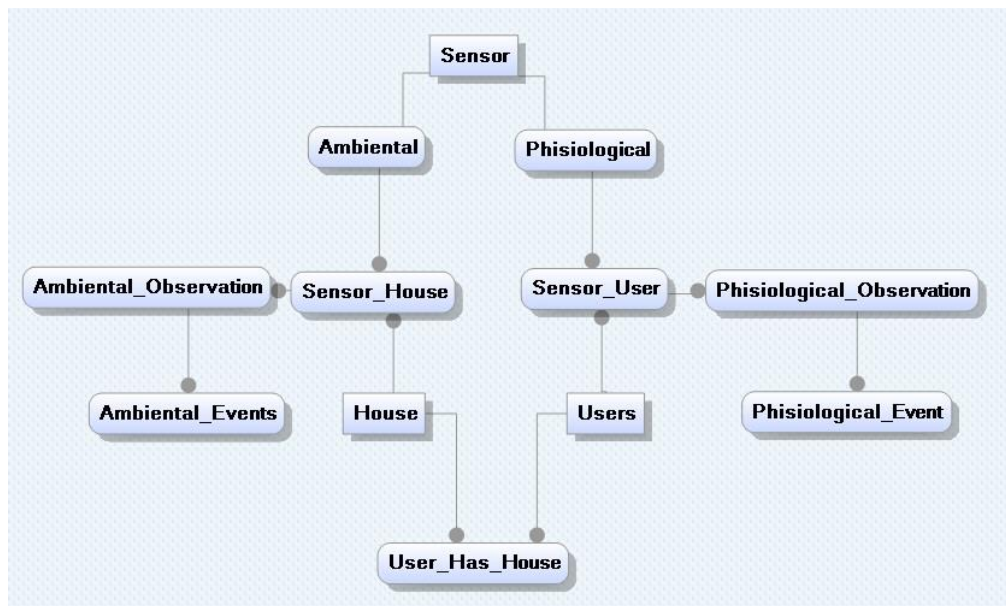 Sensor
Ambiental
Phisiological
Ambiental_Observation
Sensor_House
Sensor_User
Phisiological_Observation
Ambiental_Events
House
Users
Phisiological_Event
User_Has_House